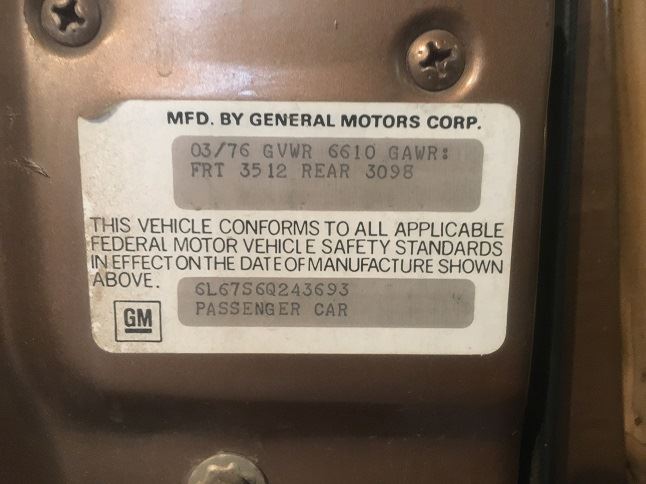 MFD. BY GENERAL MOTORS CORP.
03/76 GVWR 6610 GAWR:
FRT 3512 REAR 3098
THIS VEHICLE CONFORMS TO ALL APPLICABLE
FEDERAL MOTOR VEHICLE SAFETY STANDARDS
IN EFFECT ON THE DATE OF MANUFACTURE SHOWN
ABOVE.
6L67S6Q243693
PASSENGER CAR
GM